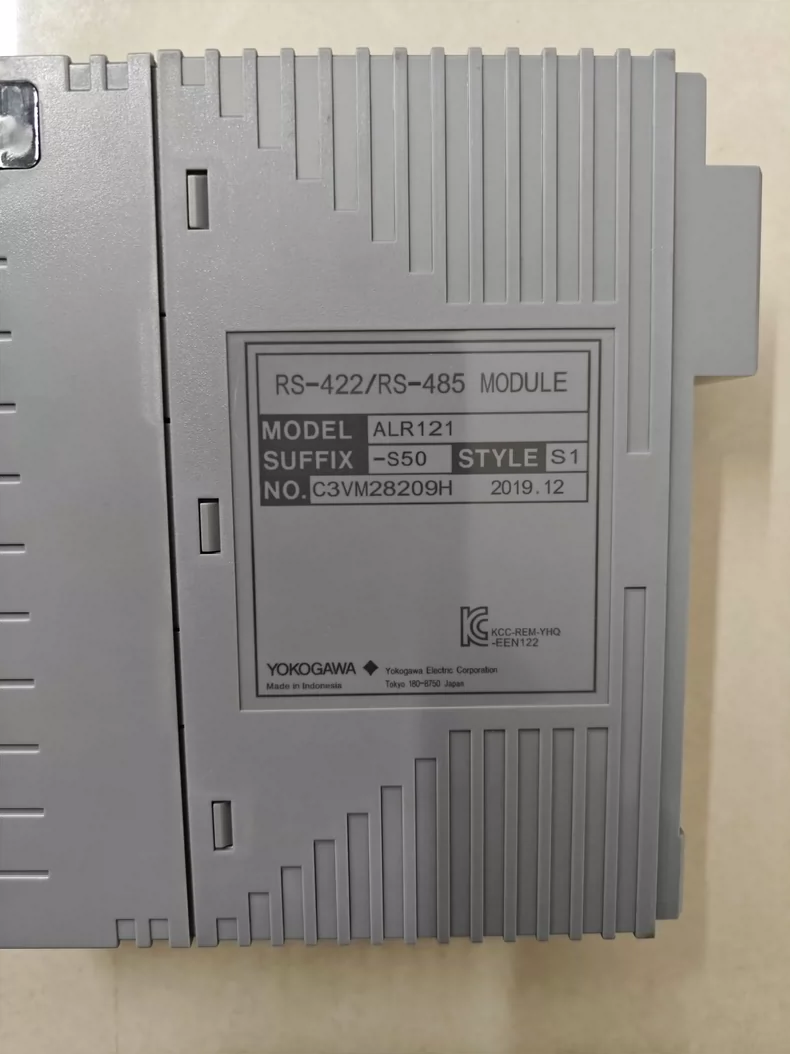 RS-422/RS-485 MODULE
MODEL ALR121
SUFFIX -S50 STYLE S1
NO. C3VM28209H 2019.12
KCC-REM-YHQ
-EEN122
YOKOGAWA ◆ Yokogawa Electric Corporation
Made in Indonesia Tokyo 180-8750 Japan